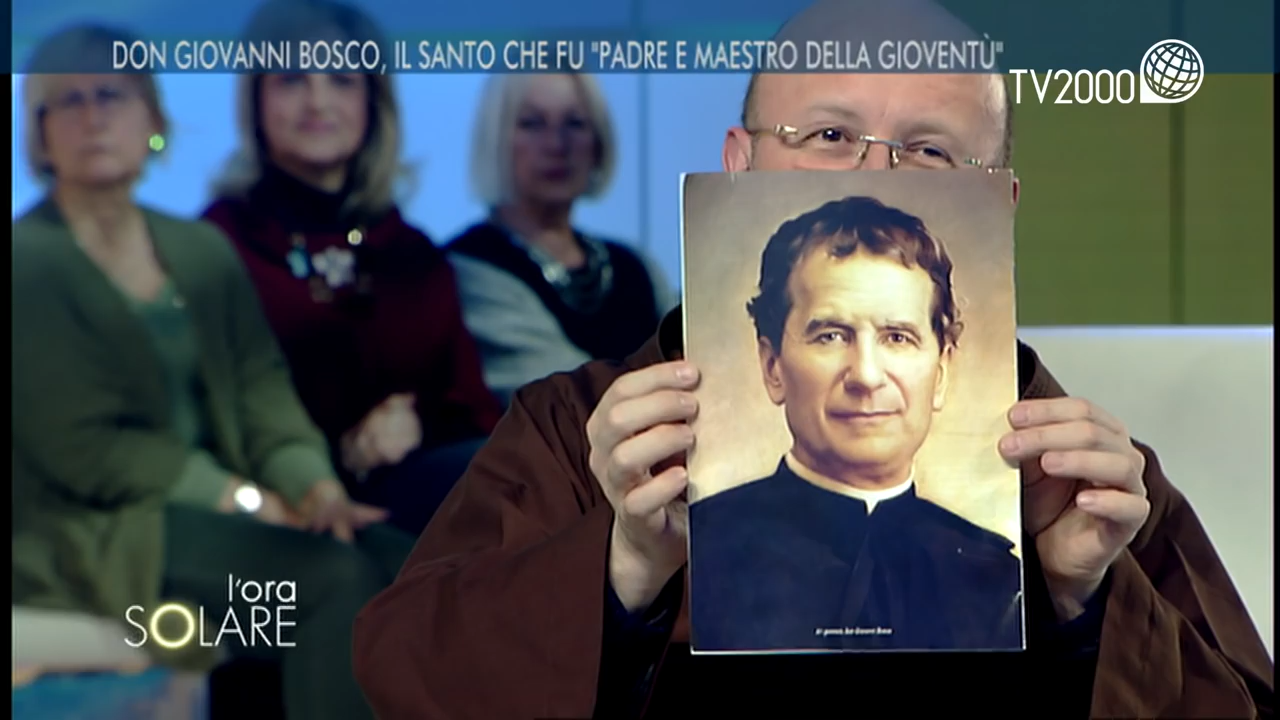 DON GIOVANNI BOSCO, IL SANTO CHE FU "PADRE E MAESTRO DELLA GIOVENTÙ"
TV2000
l'ora
SOLARE